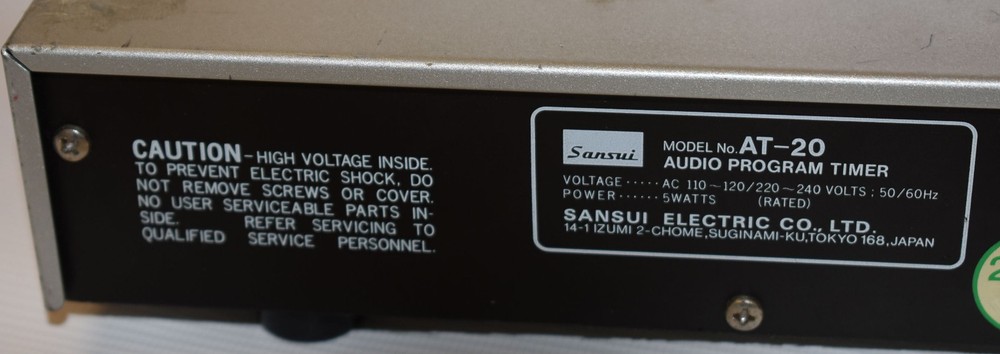 CAUTION-HIGH VOLTAGE INSIDE.
TO PREVENT ELECTRIC SHOCK, DO
NOT REMOVE SCREWS OR COVER.
NO USER SERVICEABLE PARTS IN-
SIDE. REFER SERVICING TO
QUALIFIED SERVICE PERSONNEL.
Sansui
MODEL No. AT-20
AUDIO PROGRAM TIMER
VOLTAGE ····· AC 110~120/220~240 VOLTS ; 50/60Hz
POWER ······ 5WATTS (RATED)
SANSUI ELECTRIC CO., LTD.
14-1 IZUMI 2-CHOME, SUGINAMI-KU, TOKYO 168, JAPAN
2